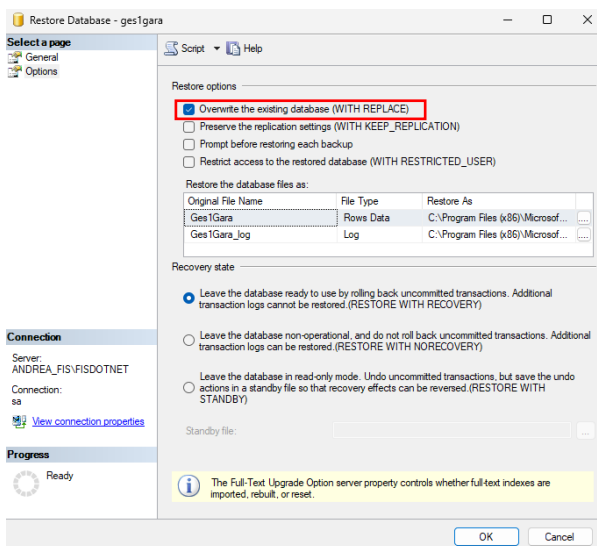 Restore Database - ges1gara
Select a page
General
Options
Script
Help
Restore options
Overwrite the existing database (WITH REPLACE)
Preserve the replication settings (WITH KEEP_REPLICATION)
Prompt before restoring each backup
Restrict access to the restored database (WITH RESTRICTED_USER)
Restore the database files as:
Original File Name File Type Restore As
Ges1Gara Rows Data C:\Program Files (x86)\Microsof... ...
Ges1Gara_log Log C:\Program Files (x86)\Microsof... ...
Recovery state
Leave the database ready to use by rolling back uncommitted transactions. Additional
transaction logs cannot be restored.(RESTORE WITH RECOVERY)
Leave the database non-operational, and do not roll back uncommitted transactions. Additional
transaction logs can be restored.(RESTORE WITH NORECOVERY)
Leave the database in read-only mode. Undo uncommitted transactions, but save the undo
actions in a standby file so that recovery effects can be reversed.(RESTORE WITH
STANDBY)
Standby file:
...
Connection
Server:
ANDREA_FIS\FISDOTNET
Connection:
sa
View connection properties
Progress
Ready
The Full-Text Upgrade Option server property controls whether full-text indexes are
imported, rebuilt, or reset.
OK
Cancel